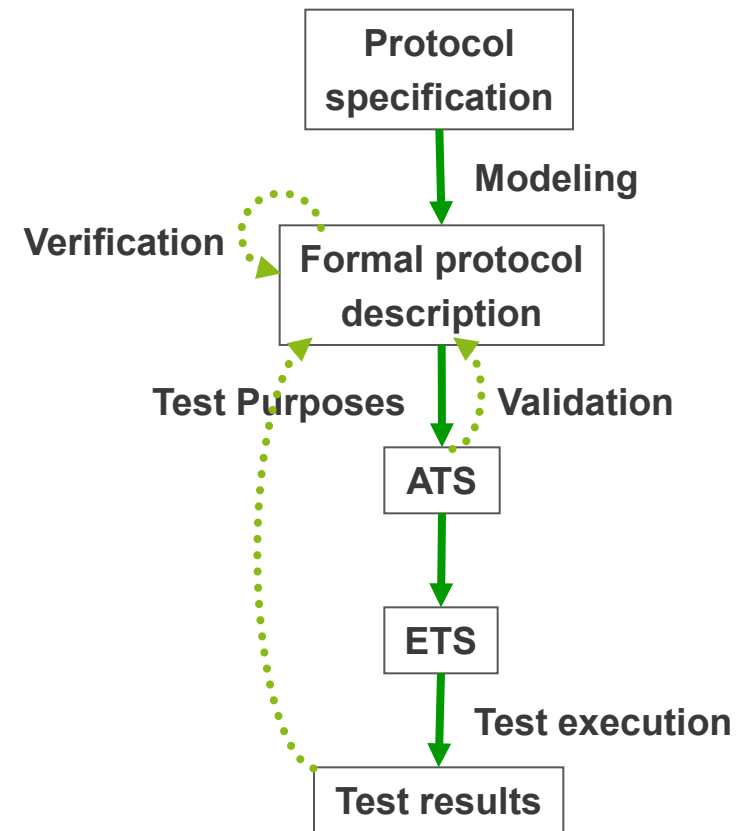 Protocol
specification
Modeling
Verification
Formal protocol
description
Test Purposes
Validation
ATS
ETS
Test execution
Test results